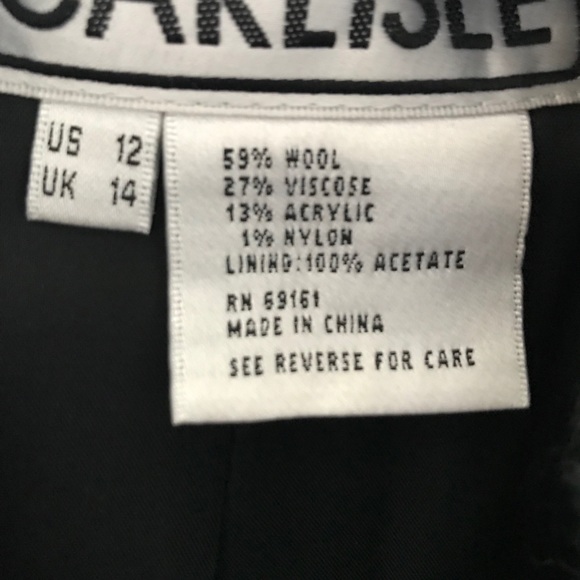 CARLISLE
US 12
UK 14
59% WOOL
27% VISCOSE
13% ACRYLIC
1% NYLON
LINING:100% ACETATE
RN 69161
MADE IN CHINA
SEE REVERSE FOR CARE